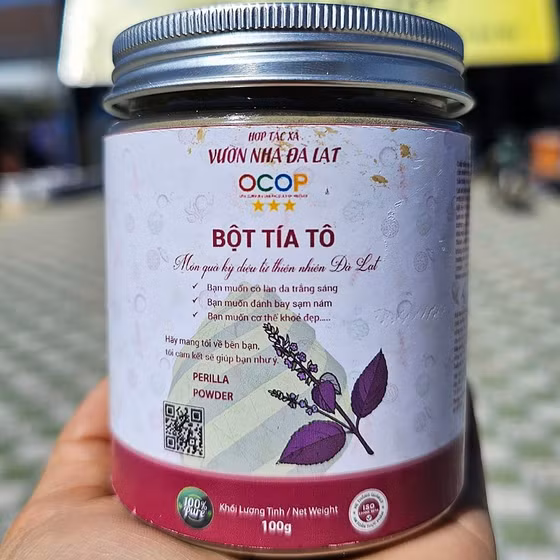 HỢP TÁC XÃ
VƯỜN NHÀ ĐÀ LẠT
OCOP
BỘT TÍA TÔ
Món quà kỳ diệu từ thiên nhiên Đà Lạt
Bạn muốn có làn da trắng sáng
Bạn muốn đánh bay sạm nám
Bạn muốn cơ thể khoẻ đẹp.....
Hãy mang tôi về bên bạn,
tôi cam kết sẽ giúp bạn như ý.
PERILLA
POWDER
100%
Pure
Khối Lượng Tịnh / Net Weight
100g
ISO